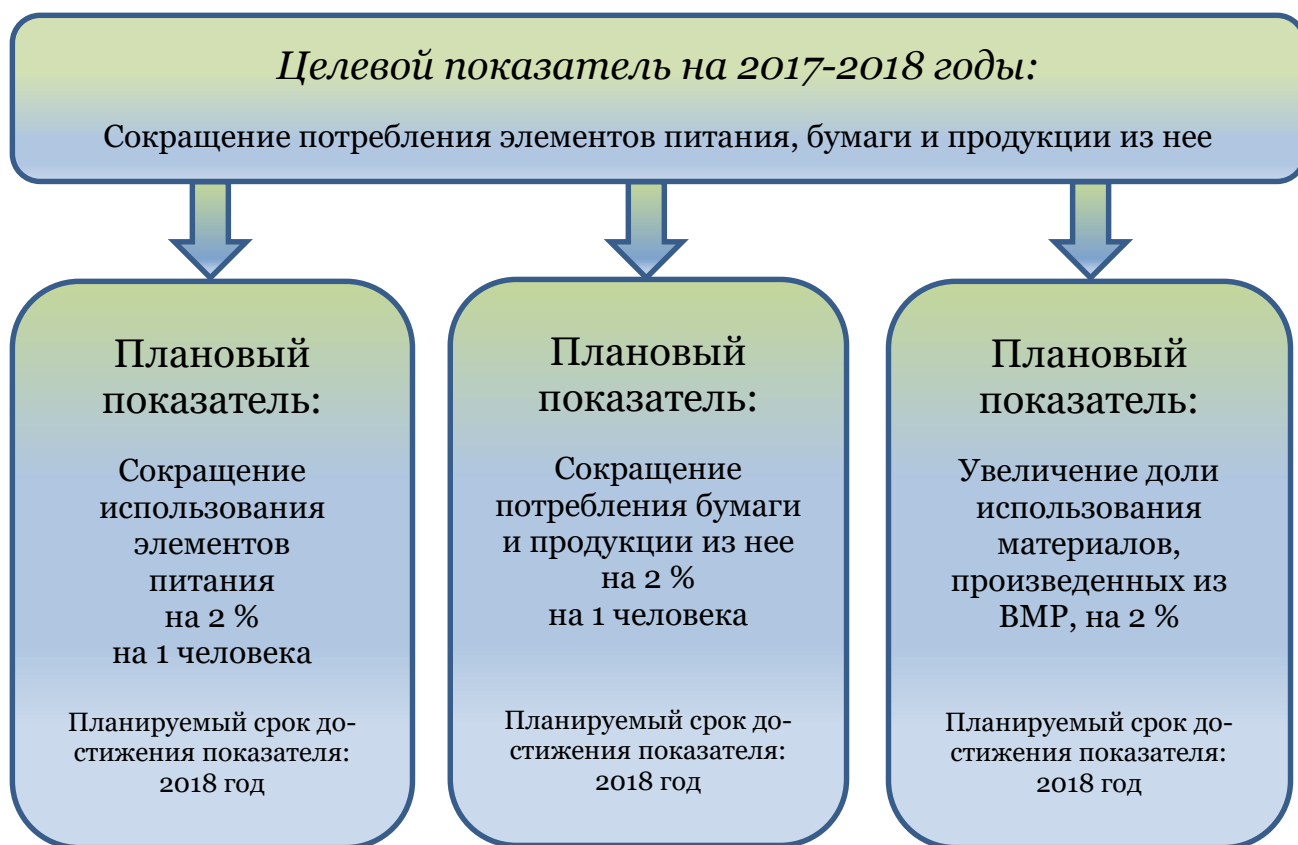 Целевой показатель на 2017-2018 годы:
Сокращение потребления элементов питания, бумаги и продукции из нее
Плановый
показатель:
Сокращение
использования
элементов
питания
на 2 %
на 1 человека
Планируемый срок до-
стижения показателя:
2018 год
Плановый
показатель:
Сокращение
потребления бумаги
и продукции из нее
на 2 %
на 1 человека
Планируемый срок до-
стижения показателя:
2018 год
Плановый
показатель:
Увеличение доли
использования
материалов,
произведенных из
ВМР, на 2 %
Планируемый срок до-
стижения показателя:
2018 год